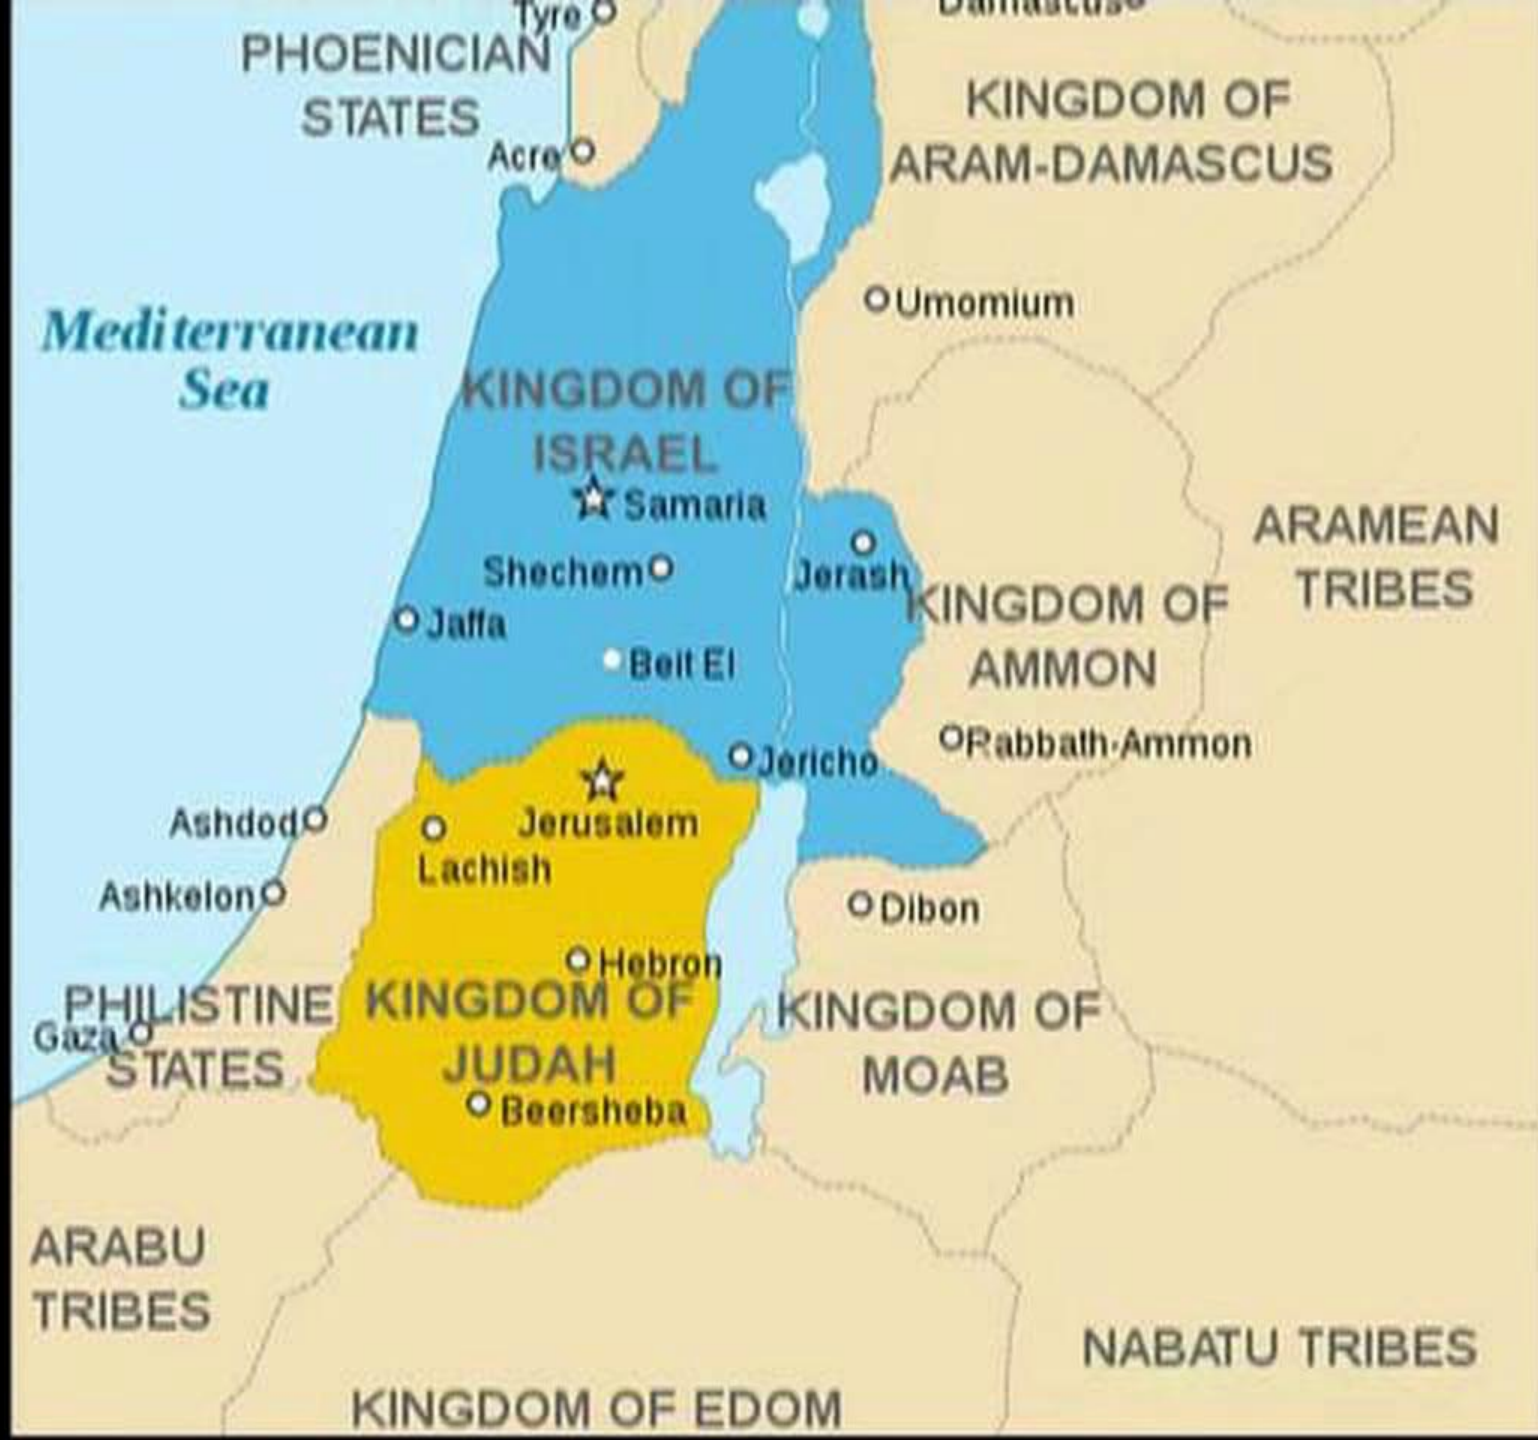 Tyre
Damascus
PHOENICIAN
STATES
KINGDOM OF
ARAM-DAMASCUS
Acre
Umomium
Mediterranean
Sea
KINGDOM OF
ISRAEL
Samaria
Shechem
Jerash
ARAMEAN
TRIBES
KINGDOM OF
AMMON
Jaffa
Beit El
Rabbath-Ammon
Jericho
Ashdod
Jerusalem
Lachish
Ashkelon
Dibon
Hebron
PHILISTINE
STATES
Gaza
KINGDOM OF
JUDAH
KINGDOM OF
MOAB
Beersheba
ARABU
TRIBES
NABATU TRIBES
KINGDOM OF EDOM